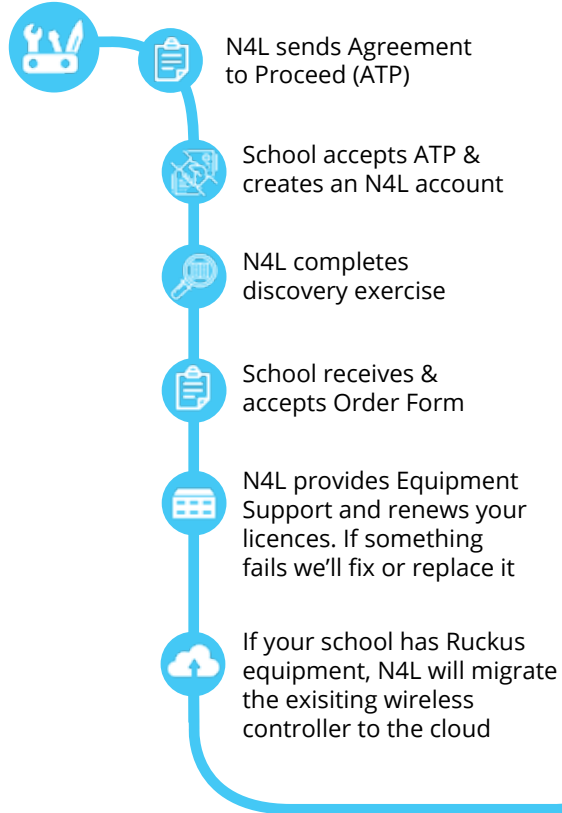 N4L sends Agreement
to Proceed (ATP)
School accepts ATP &
creates an N4L account
N4L completes
discovery exercise
School receives &
accepts Order Form
N4L provides Equipment
Support and renews your
licences. If something
fails we’ll fix or replace it
If your school has Ruckus
equipment, N4L will migrate
the exisiting wireless
controller to the cloud